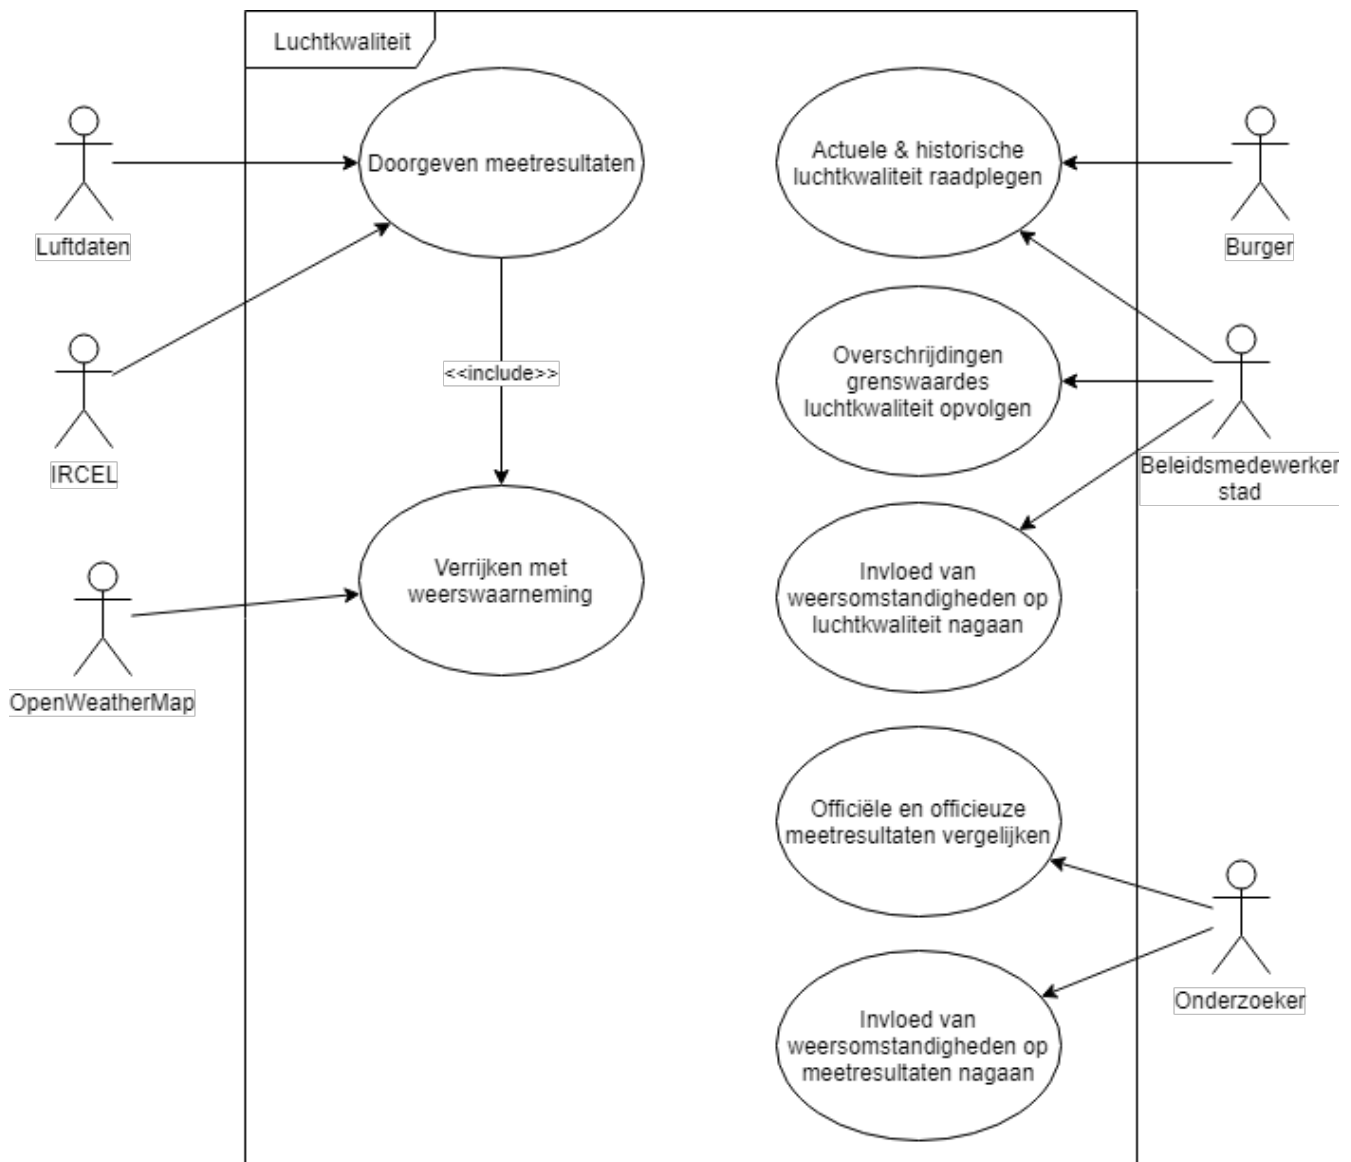 Luchtkwaliteit
Doorgeven meetresultaten
Actuele & historische
luchtkwaliteit raadplegen
Luftdaten
Burger
Overschrijdingen
grenswaardes
luchtkwaliteit opvolgen
<<include>>
IRCEL
Beleidsmedewerker
stad
Verrijken met
weerswaarneming
Invloed van
weersomstandigheden op
luchtkwaliteit nagaan
OpenWeatherMap
Officiële en officieuze
meetresultaten vergelijken
Onderzoeker
Invloed van
weersomstandigheden op
meetresultaten nagaan